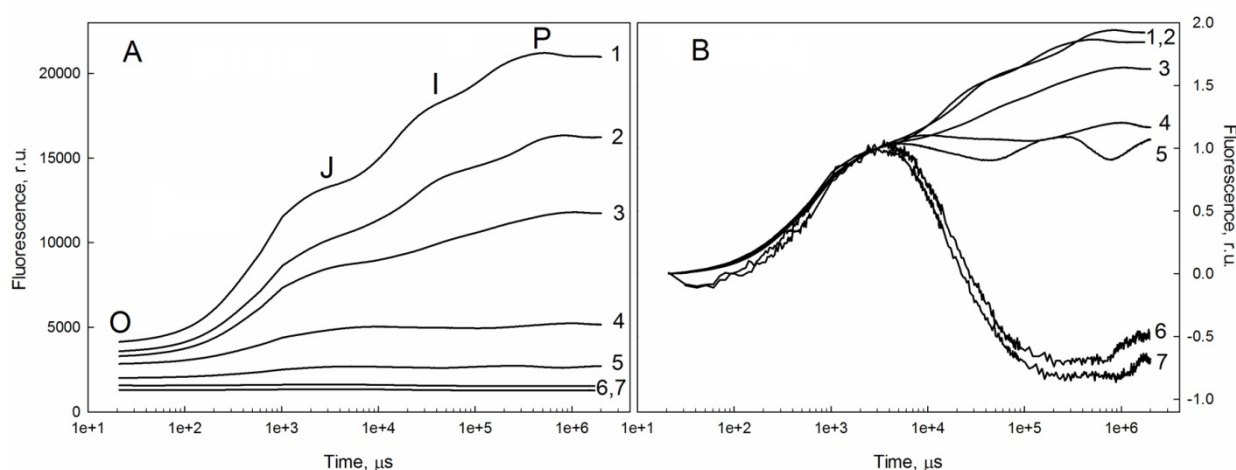 A
B
O
J
I
P
1
2
3
4
5
6,7
20000
15000
10000
5000
0
Fluorescence, r.u.
1e+1
1e+2
1e+3
1e+4
1e+5
1e+6
Time, µs
1,2
3
4
5
6
7
2.0
1.5
1.0
0.5
0.0
-0.5
-1.0
Fluorescence, r.u.
1e+1
1e+2
1e+3
1e+4
1e+5
1e+6
Time, µs